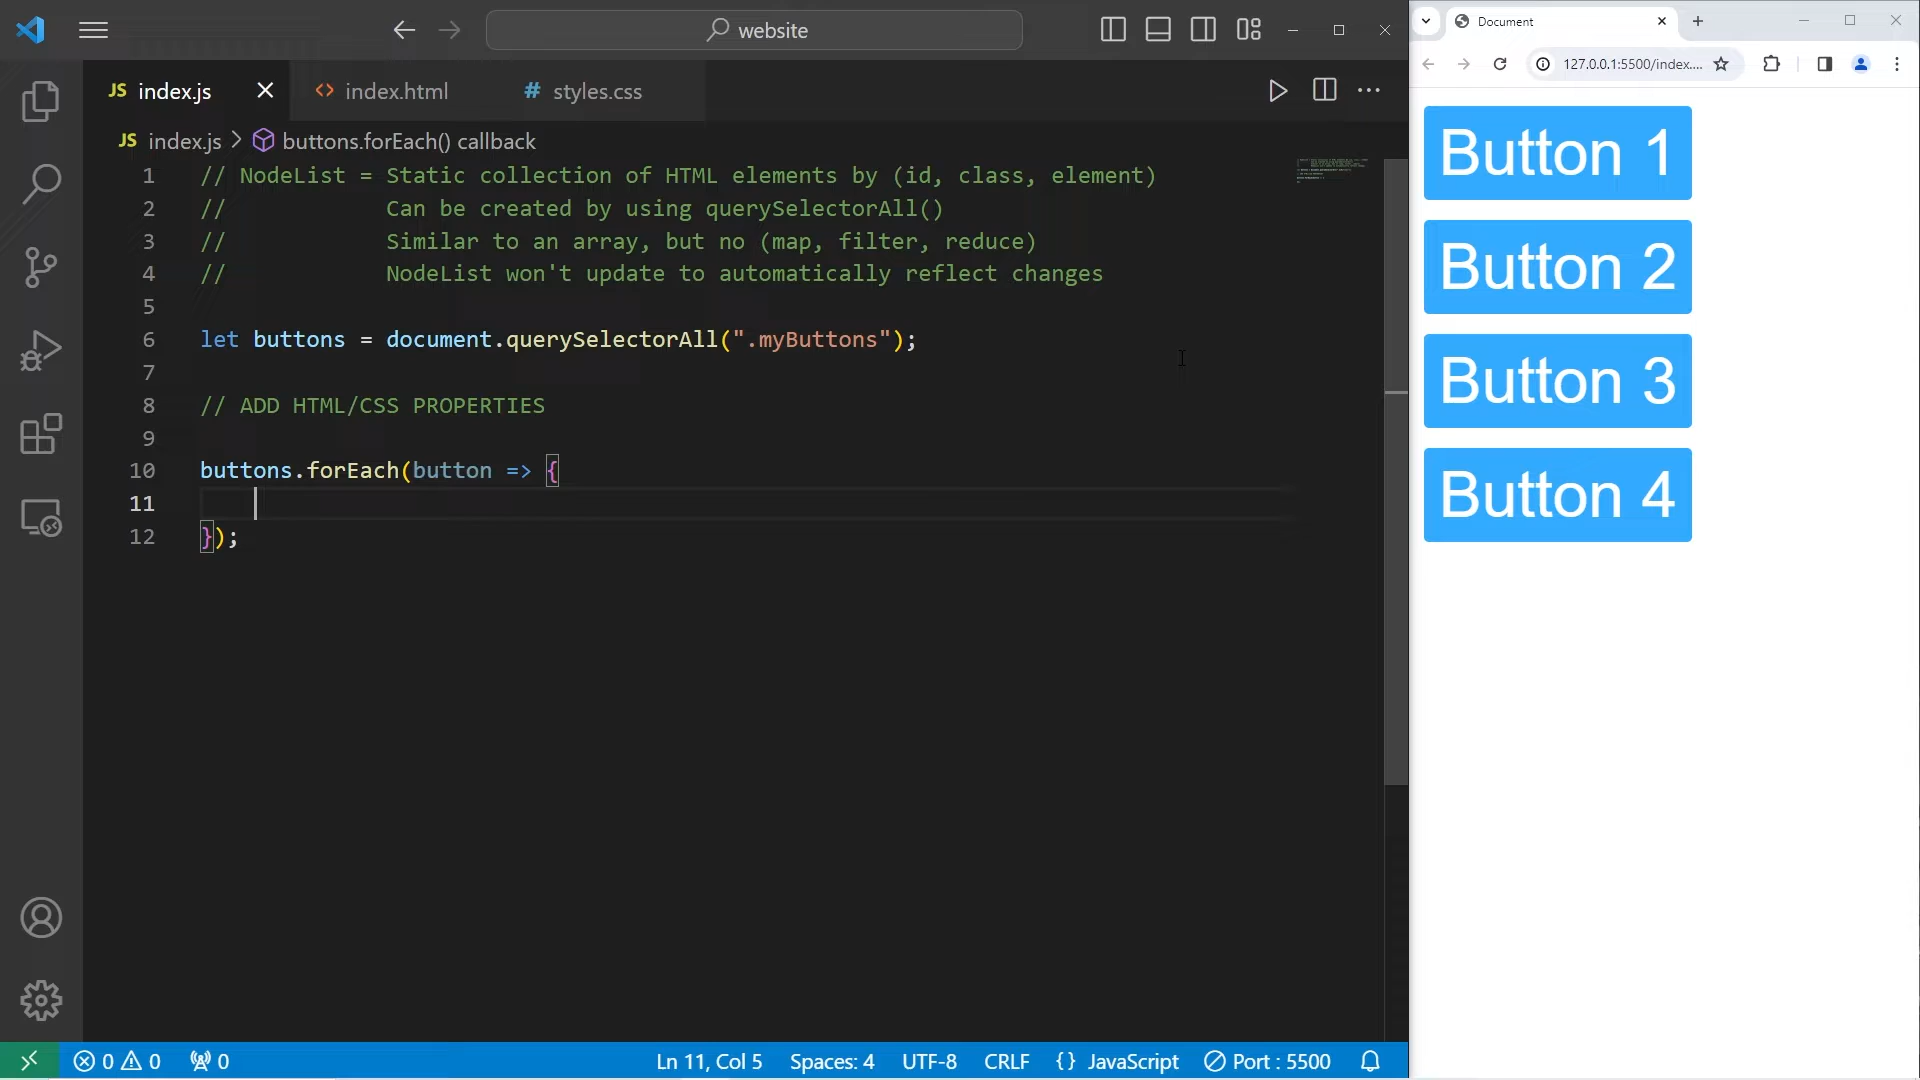 website
Document
127.0.0.1:5500/index....
JS index.js
<> index.html
# styles.css
JS index.js > buttons.forEach() callback
1 // NodeList = Static collection of HTML elements by (id, class, element)
2 //            Can be created by using querySelectorAll()
3 //            Similar to an array, but no (map, filter, reduce)
4 //            NodeList won't update to automatically reflect changes
5
6 let buttons = document.querySelectorAll(".myButtons");
7
8 // ADD HTML/CSS PROPERTIES
9
10 buttons.forEach(button => {
11
12 });
Button 1
Button 2
Button 3
Button 4
0 0 0 Ln 11, Col 5 Spaces: 4 UTF-8 CRLF {} JavaScript Port : 5500